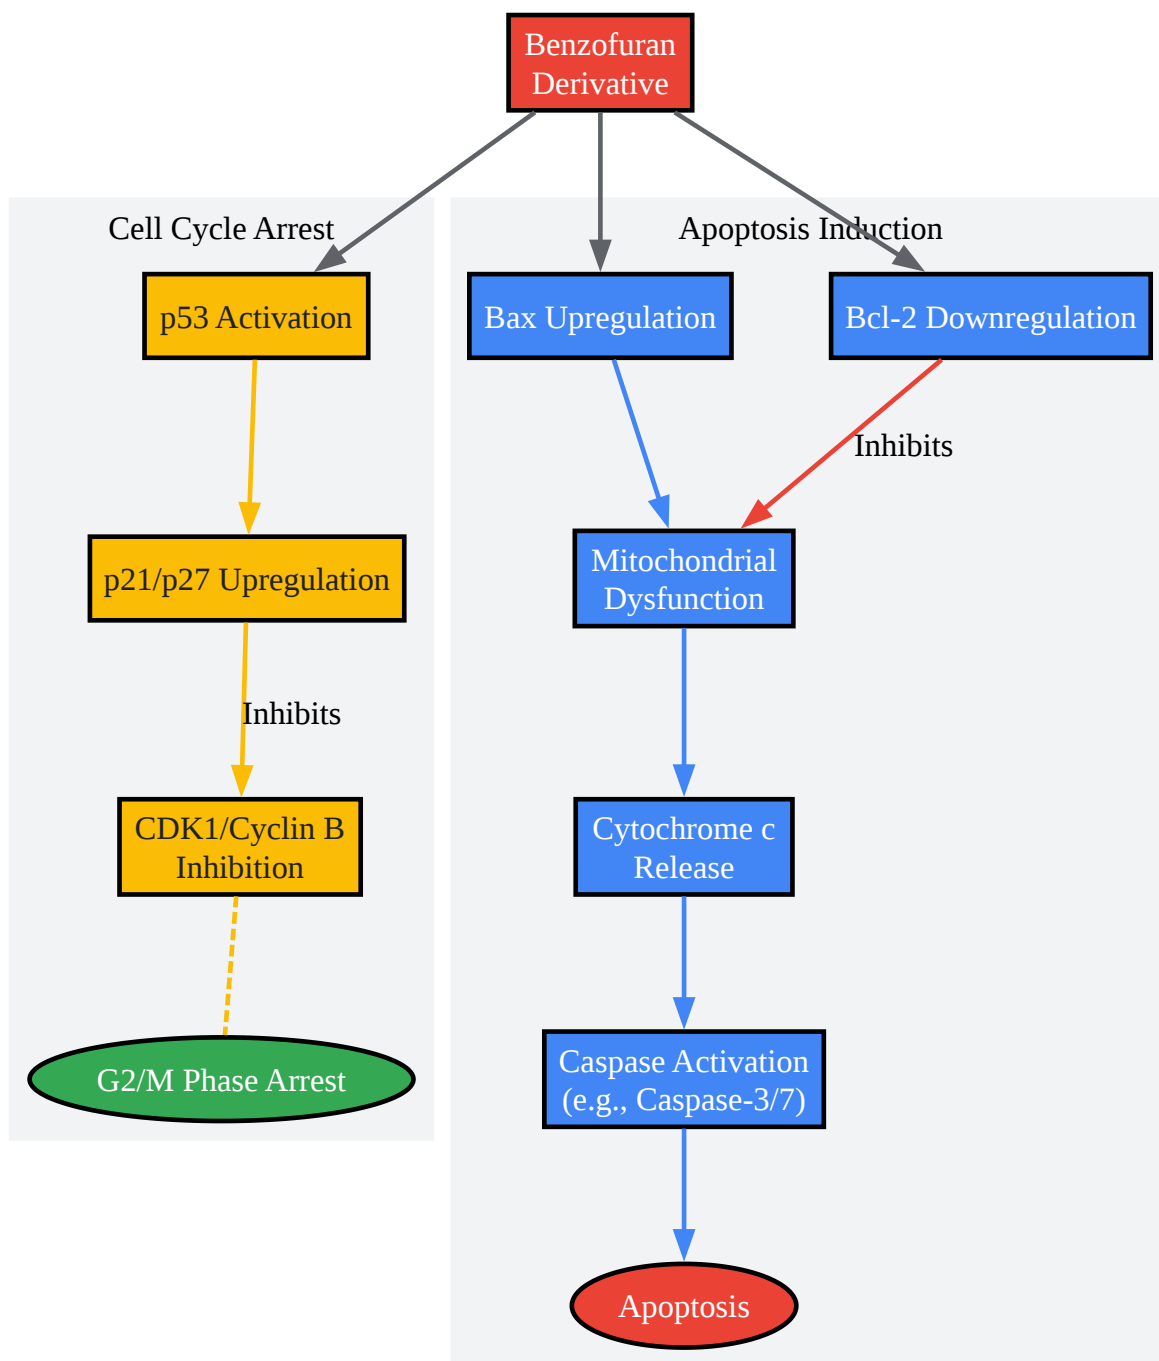 Benzofuran
Derivative
Cell Cycle Arrest
Apoptosis Induction
p53 Activation
Bax Upregulation
Bcl-2 Downregulation
Inhibits
Mitochondrial
Dysfunction
p21/p27 Upregulation
Inhibits
CDK1/Cyclin B
Inhibition
Cytochrome c
Release
G2/M Phase Arrest
Caspase Activation
(e.g., Caspase-3/7)
Apoptosis